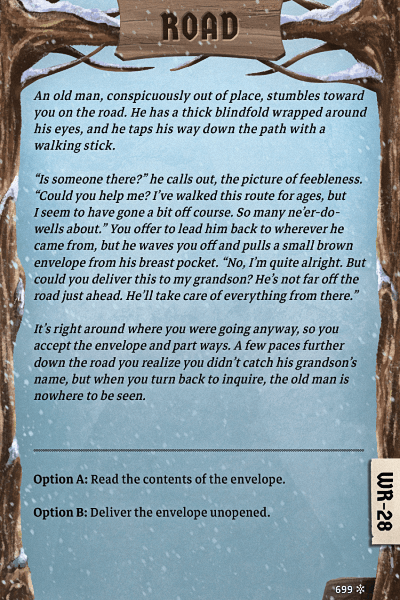 ROAD
An old man, conspicuously out of place, stumbles toward
you on the road. He has a thick blindfold wrapped around
his eyes, and he taps his way down the path with a
walking stick.
“Is someone there?” he calls out, the picture of feebleness.
“Could you help me? I’ve walked this route for ages, but
I seem to have gone a bit off course. So many ne’er-do-
wells about.” You offer to lead him back to wherever he
came from, but he waves you off and pulls a small brown
envelope from his breast pocket. “No, I’m quite alright. But
could you deliver this to my grandson? He’s not far off the
road just ahead. He’ll take care of everything from there.”
It’s right around where you were going anyway, so you
accept the envelope and part ways. A few paces further
down the road you realize you didn’t catch his grandson’s
name, but when you turn back to inquire, the old man is
nowhere to be seen.
Option A: Read the contents of the envelope.
Option B: Deliver the envelope unopened.
WR-28
699